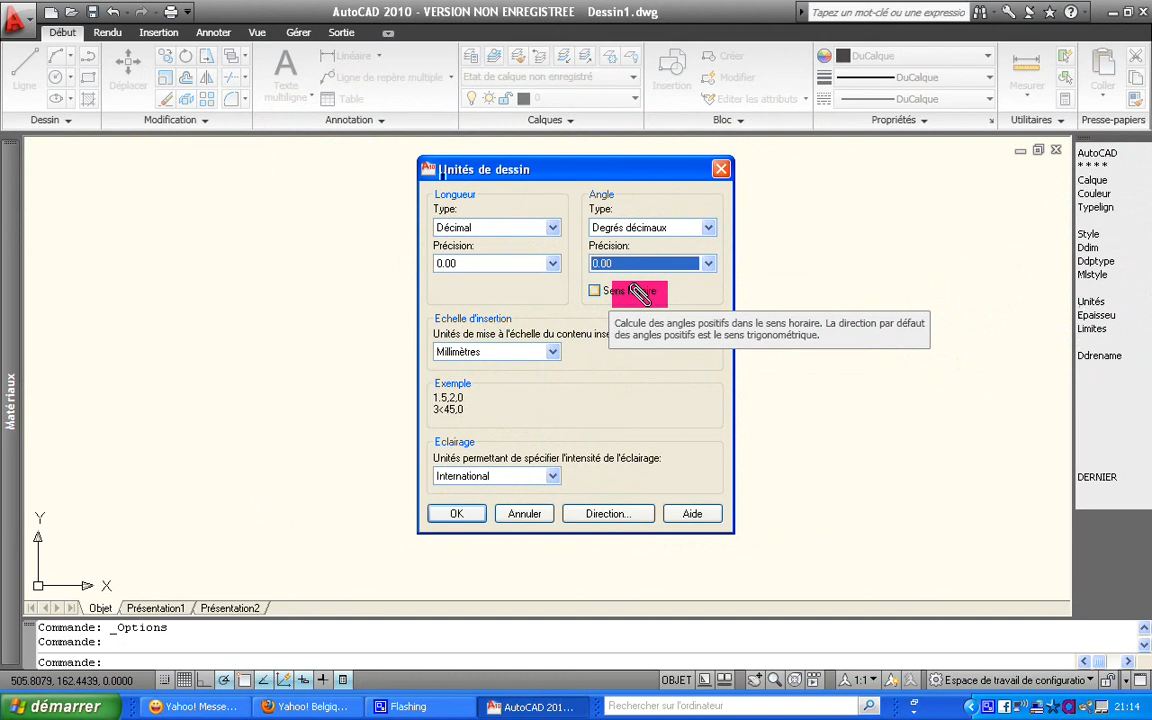 AutoCAD 2010 - VERSION NON ENREGISTREE Dessin1.dwg
Tapez un mot-clé ou une expressio
Début Rendu Insertion Annoter Vue Gérer Sortie
Ligne
Déplacer
Texte
multiligne
Linéaire
Ligne de repère multiple
Table
Etat de calque non enregistré
0
Insertion
Créer
Modifier
Editer les attributs
DuCalque
DuCalque
DuCalque
Mesurer
Coller
Dessin Modification Annotation Calques Bloc Propriétés Utilitaires Presse-papiers
Matériaux
Unités de dessin
Longueur
Type:
Décimal
Précision:
0.00
Angle
Type:
Degrés décimaux
Précision:
0.00
Calcule des angles positifs dans le sens horaire. La direction par défaut
des angles positifs est le sens trigonométrique.
Echelle d'insertion
Unités de mise à l'échelle du contenu
Millimètres
Exemple
1.5,2,0
3<45,0
Eclairage
Unités permettant de spécifier l'intensité de l'éclairage:
International
OK Annuler Direction... Aide
AutoCAD
* * * *
Calque
Couleur
Typelign
Style
Ddim
Ddptype
Mlstyle
Unités
Epaisseu
Limites
Ddrename
DERNIER
Y
X
Objet Présentation1 Présentation2
Commande: _Options
Commande:
Commande:
505.8079, 162.4439, 0.0000
OBJET
1:1
Espace de travail de configuratio
démarrer
Yahoo! Messe...
Yahoo! Belgiq...
Flashing
AutoCAD 201...
Rechercher sur l'ordinateur
21:14